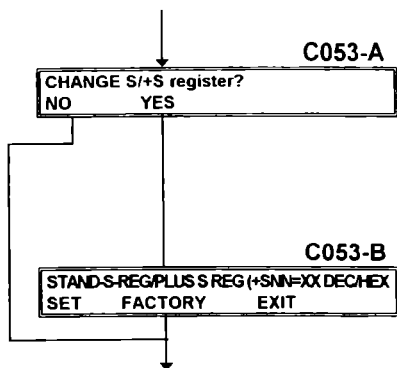 C053-A
CHANGE S/+S register?
NO YES
C053-B
STAND-S-REG/PLUS S REG (+SNN=XX DEC/HEX
SET FACTORY EXIT